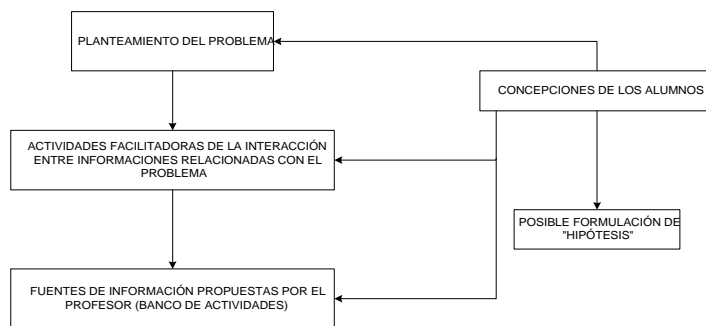 PLANTEAMIENTO DEL PROBLEMA
CONCEPCIONES DE LOS ALUMNOS
ACTIVIDADES FACILITADORAS DE LA INTERACCIÓN
ENTRE INFORMACIONES RELACIONADAS CON EL
PROBLEMA
POSIBLE FORMULACIÓN DE
"HIPÓTESIS"
FUENTES DE INFORMACIÓN PROPUESTAS POR EL
PROFESOR (BANCO DE ACTIVIDADES)